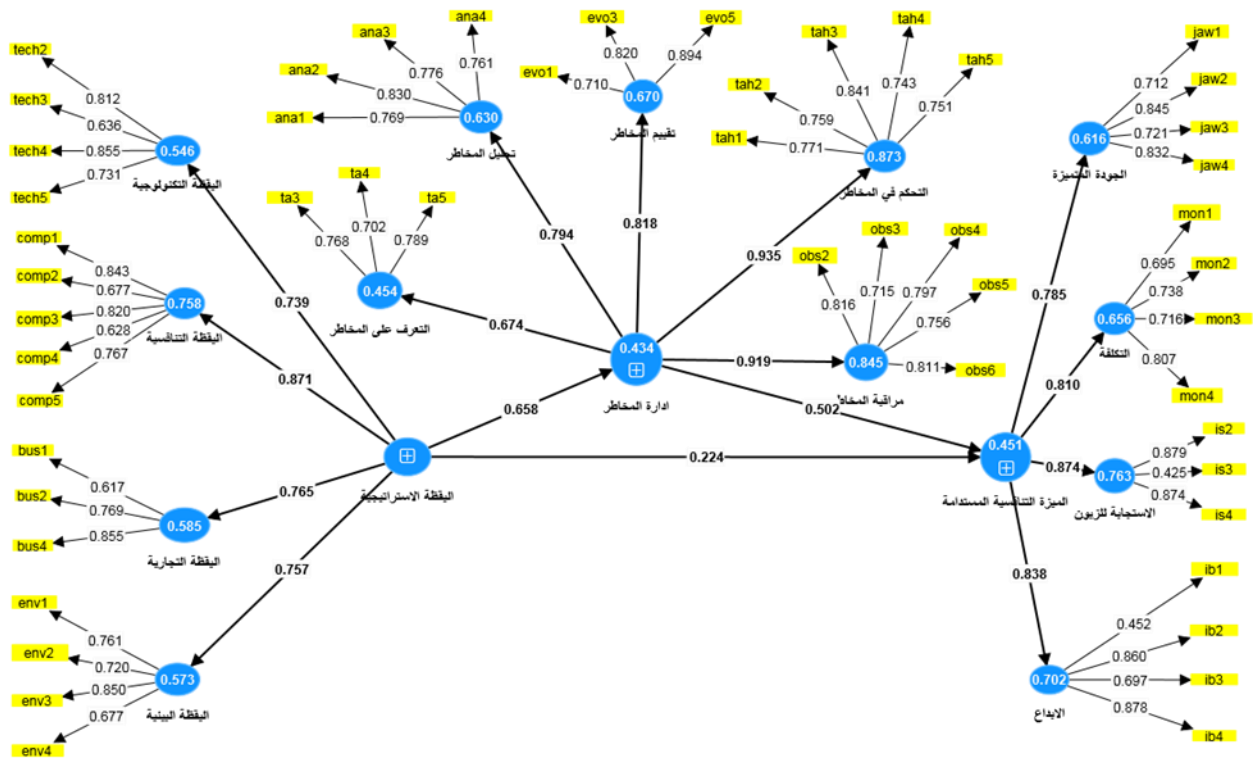 ana4
evo3
evo5
tah4
ana3
tah3
jaw1
tech2
0.761
0.820
0.894
0.743
tah5
ana2
0.776
evo1
0.710
0.841
0.712
jaw2
tech3
0.812
0.830
0.670
tah2
0.751
0.845
ana1
0.769
0.630
تقييم المخاطر
0.759
jaw3
0.636
tah1
0.771
0.616
0.721
tech4
0.855
0.546
تحليل المخاطر
0.873
0.832
jaw4
0.731
ta4
الجودة المتميزة
tech5
اليقظة التكنولوجية
ta3
ta5
التحكم في المخاطر
mon1
comp1
0.702
0.818
obs3
obs4
0.768
0.789
0.794
obs2
0.695
mon2
comp2
0.843
0.935
0.738
0.677
0.454
0.715
obs5
0.785
comp3
0.820
0.758
0.739
0.816
0.797
0.656
0.716
mon3
0.628
اليقظة التنافسية
التعرف على المخاطر
0.674
0.756
التكلفة
comp4
0.767
0.434
0.919
0.845
0.811
obs6
0.807
comp5
0.871
0.810
mon4
0.658
ادارة المخاطر
مراقبة المخاطر
0.502
is2
bus1
0.451
0.879
0.617
0.224
0.874
0.763
0.425
is3
bus2
0.769
0.765
اليقظة الاستراتيجية
الميزة التنافسية المستدامة
0.874
0.585
الاستجابة للزبون
is4
bus4
0.855
اليقظة التجارية
0.757
0.838
ib1
env1
0.761
0.452
env2
0.720
0.860
ib2
0.850
0.573
0.702
0.697
ib3
env3
0.677
اليقظة البيئية
الابداع
0.878
ib4
env4